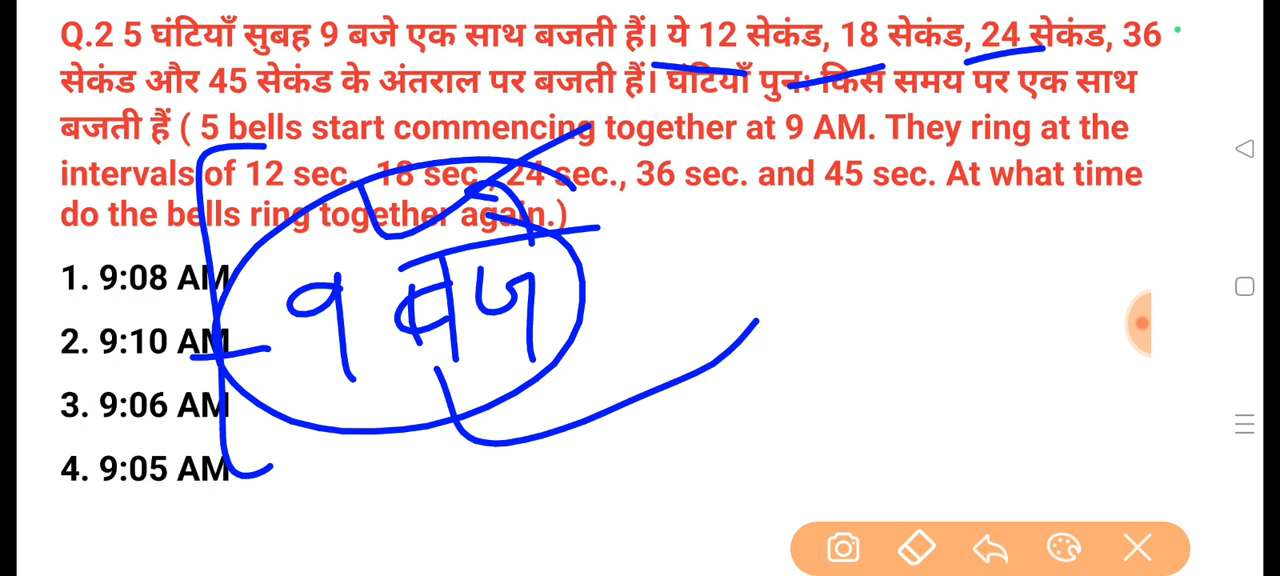 Q.2 5 घंटियाँ सुबह 9 बजे एक साथ बजती हैं। ये 12 सेकंड, 18 सेकंड, 24 सेकंड, 36
सेकंड और 45 सेकंड के अंतराल पर बजती हैं। घंटियाँ पुनः किस समय पर एक साथ
बजती हैं ( 5 bells start commencing together at 9 AM. They ring at the
intervals of 12 sec., 18 sec., 24 sec., 36 sec. and 45 sec. At what time
do the bells ring together again.)
1. 9:08 AM
9 बजे
2. 9:10 AM
3. 9:06 AM
4. 9:05 AM